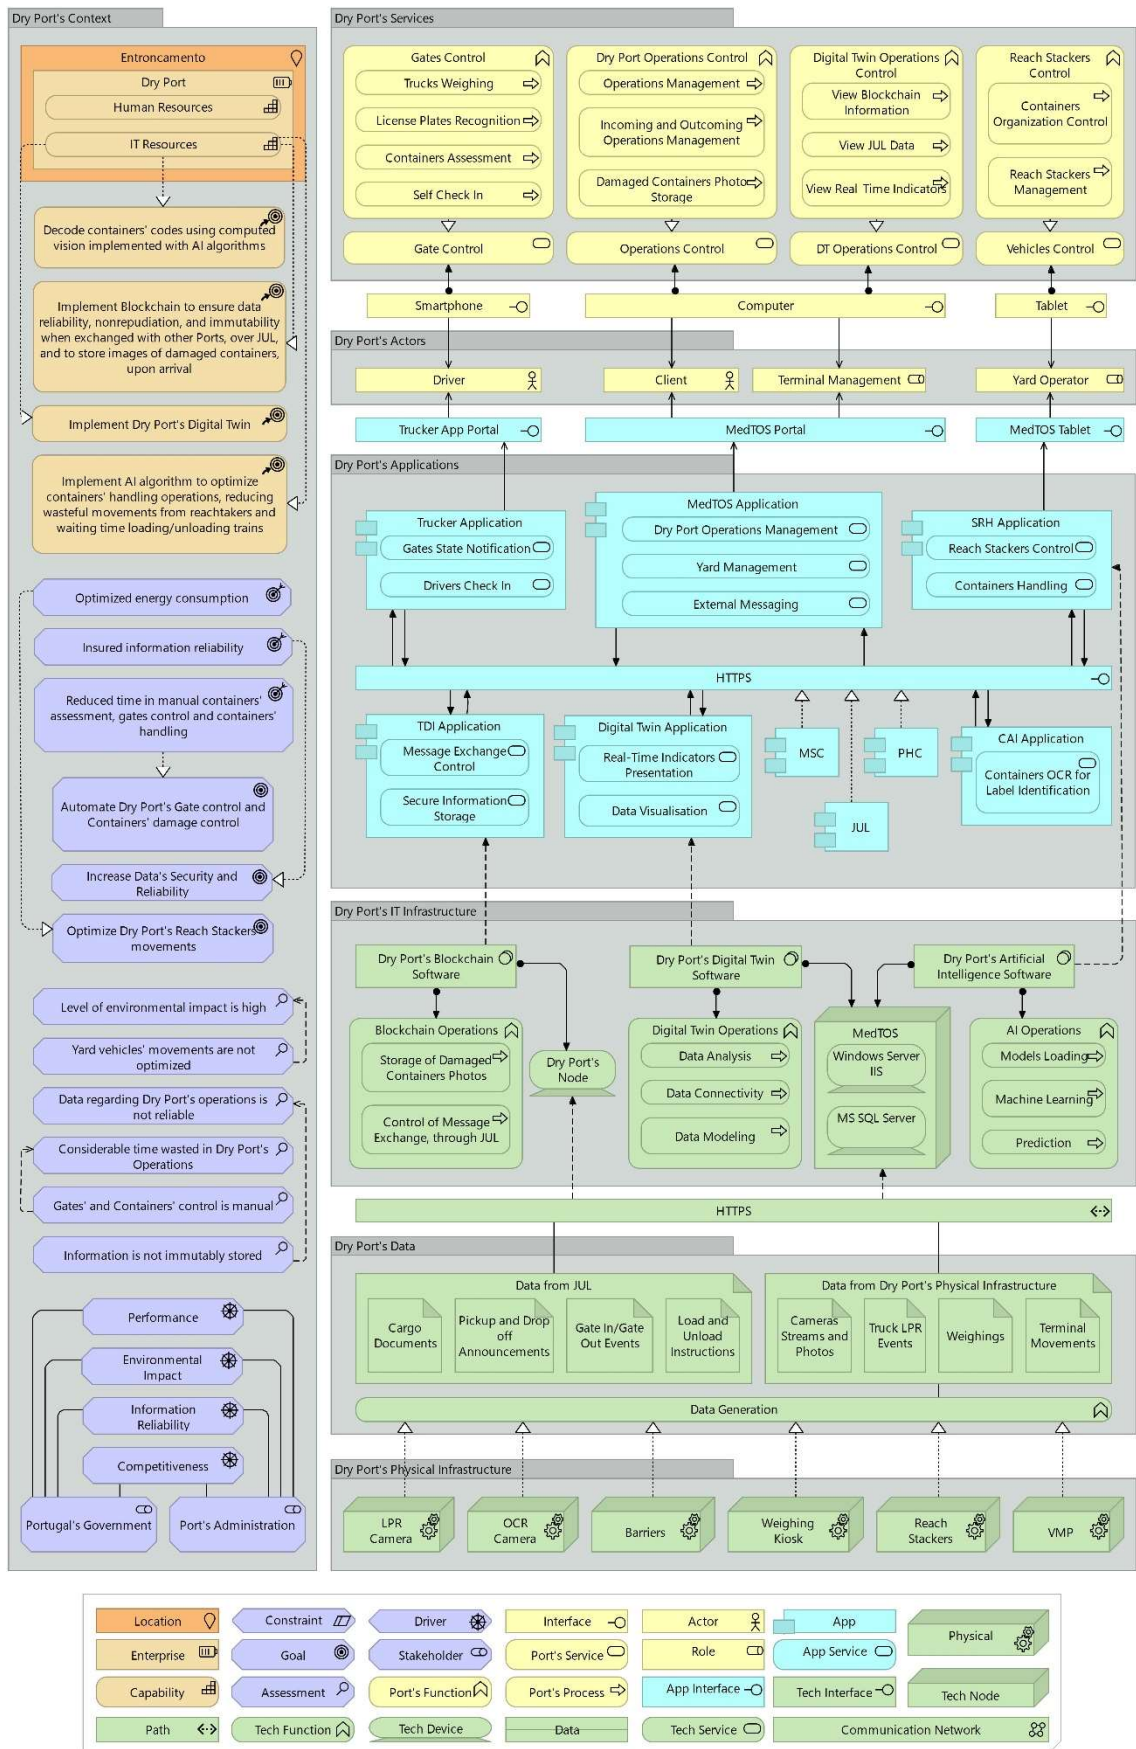 Dry Port's Context
Entroncamento
Dry Port
Human Resources
IT Resources
Decode containers' codes using computed
vision implemented with AI algorithms
Implement Blockchain to ensure data
reliability, nonrepudiation, and immutability
when exchanged with other Ports, over JUL,
and to store images of damaged containers,
upon arrival
Implement Dry Port's Digital Twin
Implement AI algorithm to optimize
containers' handling operations, reducing
wasteful movements from reachtakers and
waiting time loading/unloading trains
Optimized energy consumption
Insured information reliability
Reduced time in manual containers'
assessment, gates control and containers'
handling
Automate Dry Port's Gate control and
Containers' damage control
Increase Data's Security and
Reliability
Optimize Dry Port's Reach Stackers
movements
Level of environmental impact is high
Yard vehicles' movements are not
optimized
Data regarding Dry Port's operations is
not reliable
Considerable time wasted in Dry Port's
Operations
Gates' and Containers' control is manual
Information is not immutably stored
Performance
Environmental
Impact
Information
Reliability
Competitiveness
Portugal's Government
Port's Administration
Dry Port's Services
Gates Control
Trucks Weighing
License Plates Recognition
Containers Assessment
Self Check In
Gate Control
Dry Port Operations Control
Operations Management
Incoming and Outcoming
Operations Management
Damaged Containers Photo
Storage
Operations Control
Digital Twin Operations
Control
View Blockchain
Information
View JUL Data
View Real Time Indicators
DT Operations Control
Reach Stackers
Control
Containers
Organization Control
Reach Stackers
Management
Vehicles Control
Smartphone
Computer
Tablet
Dry Port's Actors
Driver
Client
Terminal Management
Yard Operator
Trucker App Portal
MedTOS Portal
MedTOS Tablet
Dry Port's Applications
Trucker Application
Gates State Notification
Drivers Check In
MedTOS Application
Dry Port Operations Management
Yard Management
External Messaging
SRH Application
Reach Stackers Control
Containers Handling
HTTPS
TDI Application
Message Exchange
Control
Secure Information
Storage
Digital Twin Application
Real-Time Indicators
Presentation
Data Visualisation
MSC
JUL
PHC
CAI Application
Containers OCR for
Label Identification
Dry Port's IT Infrastructure
Dry Port's Blockchain
Software
Dry Port's Digital Twin
Software
Dry Port's Artificial
Intelligence Software
Blockchain Operations
Storage of Damaged
Containers Photos
Control of Message
Exchange, through JUL
Dry Port's
Node
Digital Twin Operations
Data Analysis
Data Connectivity
Data Modeling
MedTOS
Windows Server
IIS
MS SQL Server
AI Operations
Models Loading
Machine Learning
Prediction
HTTPS
Dry Port's Data
Data from JUL
Cargo
Documents
Pickup and Drop
off
Announcements
Gate In/Gate
Out Events
Load and
Unload
Instructions
Data from Dry Port's Physical Infrastructure
Cameras
Streams and
Photos
Truck LPR
Events
Weighings
Terminal
Movements
Data Generation
Dry Port's Physical Infrastructure
LPR
Camera
OCR
Camera
Barriers
Weighing
Kiosk
Reach
Stackers
VMP
Location
Constraint
Driver
Interface
Actor
App
Physical
Enterprise
Goal
Stakeholder
Port's Service
Role
App Service
Capability
Assessment
Port's Function
Port's Process
App Interface
Tech Interface
Tech Node
Path
Tech Function
Tech Device
Data
Tech Service
Communication Network